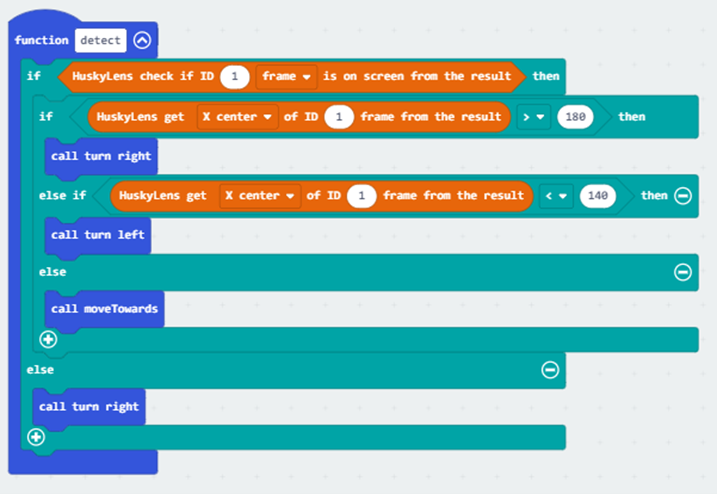 function detect
if HuskyLens check if ID 1 frame is on screen from the result then
if HuskyLens get X center of ID 1 frame from the result > 180 then
call turn right
else if HuskyLens get X center of ID 1 frame from the result < 140 then
call turn left
else
call moveTowards
else
call turn right